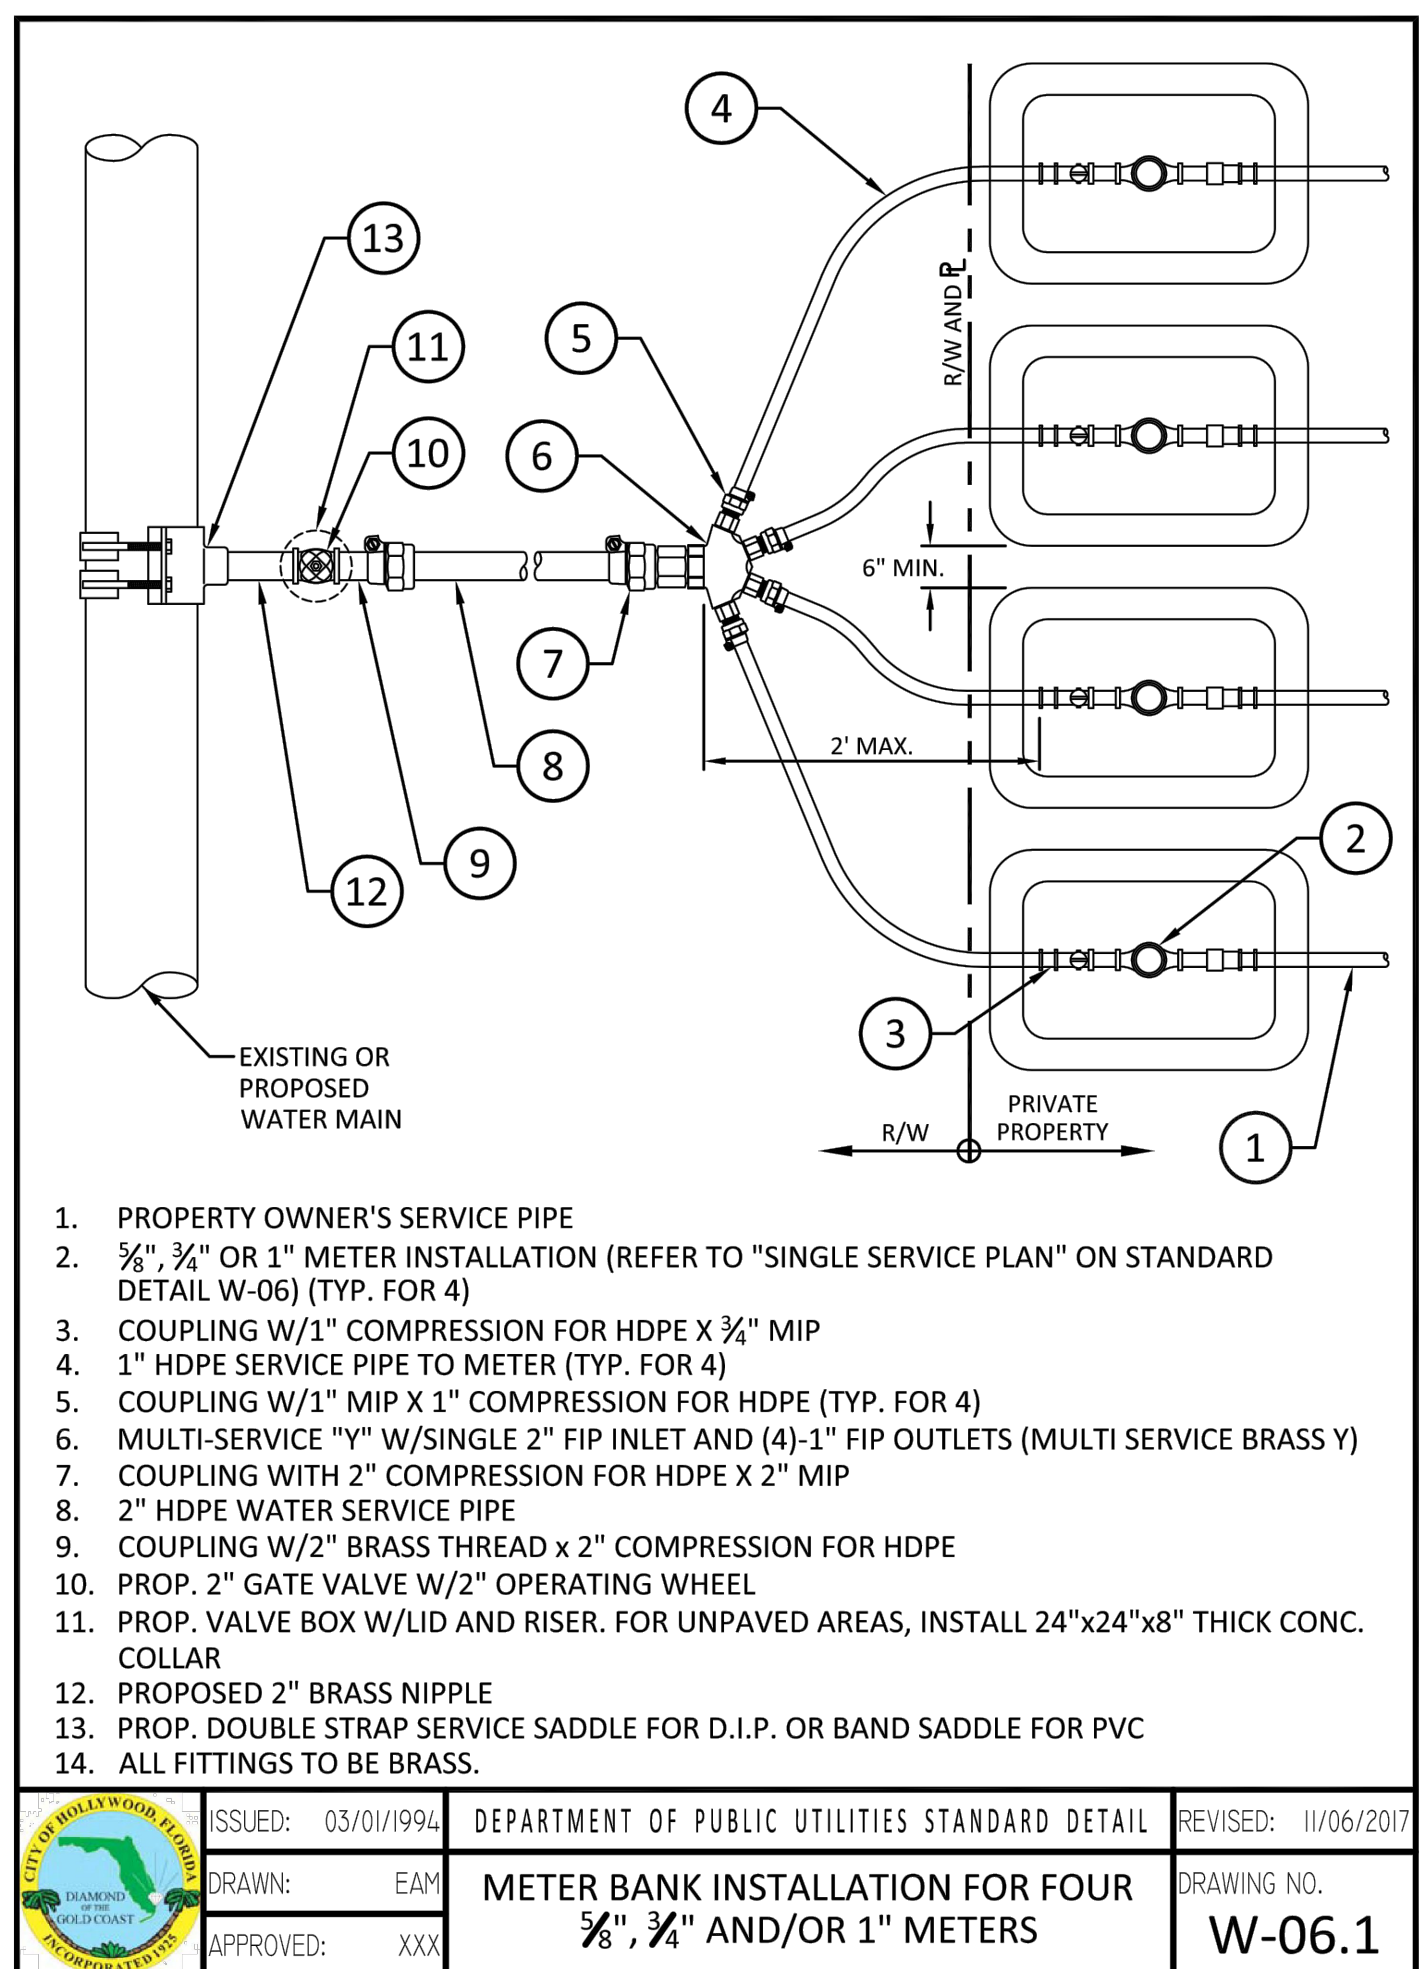 4
13
11
5
10
6
R/W AND PL
6" MIN.
7
8
2' MAX.
9
12
2
3
EXISTING OR
PROPOSED
WATER MAIN
R/W
PRIVATE
PROPERTY
1
1. PROPERTY OWNER'S SERVICE PIPE
2. 5/8", 3/4" OR 1" METER INSTALLATION (REFER TO "SINGLE SERVICE PLAN" ON STANDARD
DETAIL W-06) (TYP. FOR 4)
3. COUPLING W/1" COMPRESSION FOR HDPE X 3/4" MIP
4. 1" HDPE SERVICE PIPE TO METER (TYP. FOR 4)
5. COUPLING W/1" MIP X 1" COMPRESSION FOR HDPE (TYP. FOR 4)
6. MULTI-SERVICE "Y" W/SINGLE 2" FIP INLET AND (4)-1" FIP OUTLETS (MULTI SERVICE BRASS Y)
7. COUPLING WITH 2" COMPRESSION FOR HDPE X 2" MIP
8. 2" HDPE WATER SERVICE PIPE
9. COUPLING W/2" BRASS THREAD x 2" COMPRESSION FOR HDPE
10. PROP. 2" GATE VALVE W/2" OPERATING WHEEL
11. PROP. VALVE BOX W/LID AND RISER. FOR UNPAVED AREAS, INSTALL 24"x24"x8" THICK CONC.
COLLAR
12. PROPOSED 2" BRASS NIPPLE
13. PROP. DOUBLE STRAP SERVICE SADDLE FOR D.I.P. OR BAND SADDLE FOR PVC
14. ALL FITTINGS TO BE BRASS.
CITY OF HOLLYWOOD, FLORIDA
DIAMOND
OF THE
GOLD COAST
INCORPORATED 1925
ISSUED: 03/01/1994
DRAWN: EAM
APPROVED: XXX
DEPARTMENT OF PUBLIC UTILITIES STANDARD DETAIL
METER BANK INSTALLATION FOR FOUR
5/8", 3/4" AND/OR 1" METERS
REVISED: 11/06/2017
DRAWING NO.
W-06.1